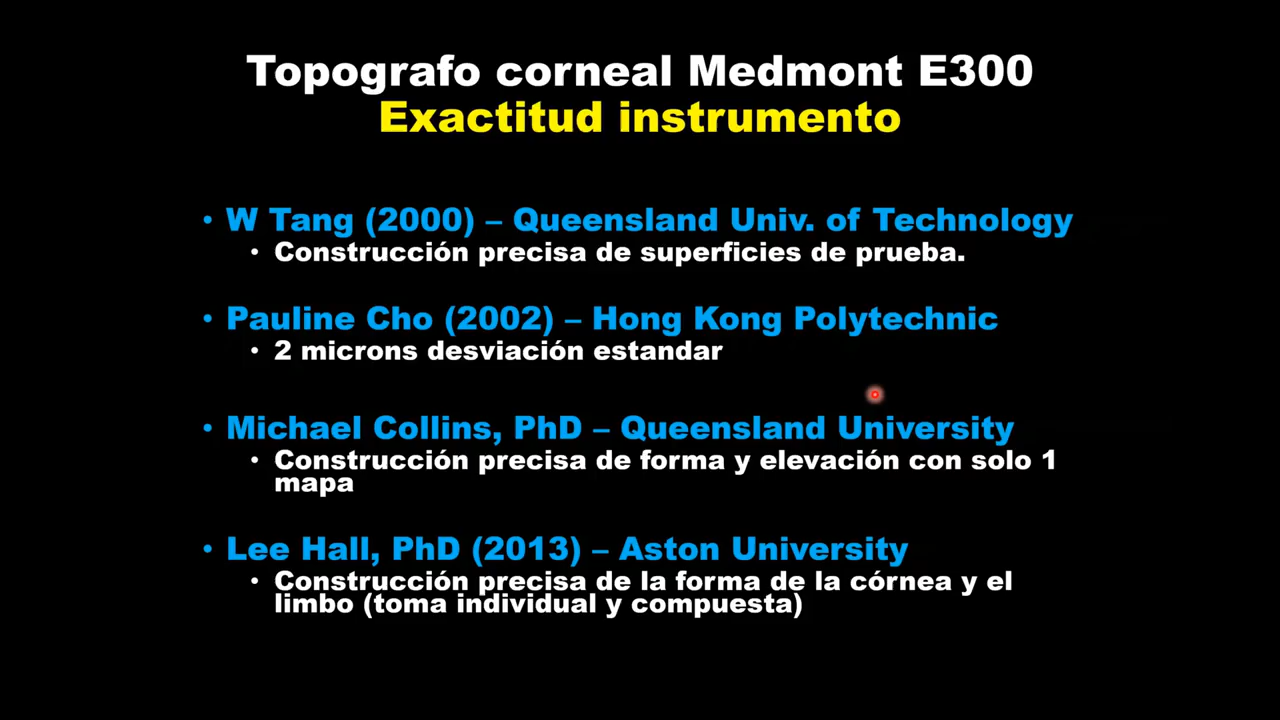 Topografo corneal Medmont E300
Exactitud instrumento
• W Tang (2000) – Queensland Univ. of Technology
• Construcción precisa de superficies de prueba.
• Pauline Cho (2002) – Hong Kong Polytechnic
• 2 microns desviación estandar
• Michael Collins, PhD – Queensland University
• Construcción precisa de forma y elevación con solo 1
mapa
• Lee Hall, PhD (2013) – Aston University
• Construcción precisa de la forma de la córnea y el
limbo (toma individual y compuesta)